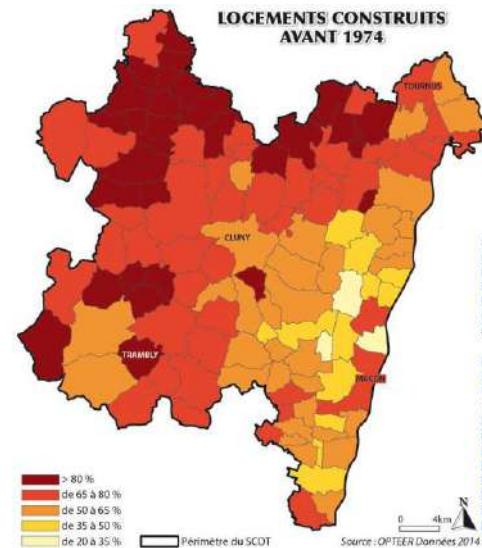 LOGEMENTS CONSTRUITS
AVANT 1974
TOURNUS
CLUNY
TRAMBLY
MACON
> 80 %
de 65 à 80 %
de 50 à 65 %
de 35 à 50 %
de 20 à 35 %
Périmètre du SCOT
0 4km
N
Source : OPTEER Données 2014